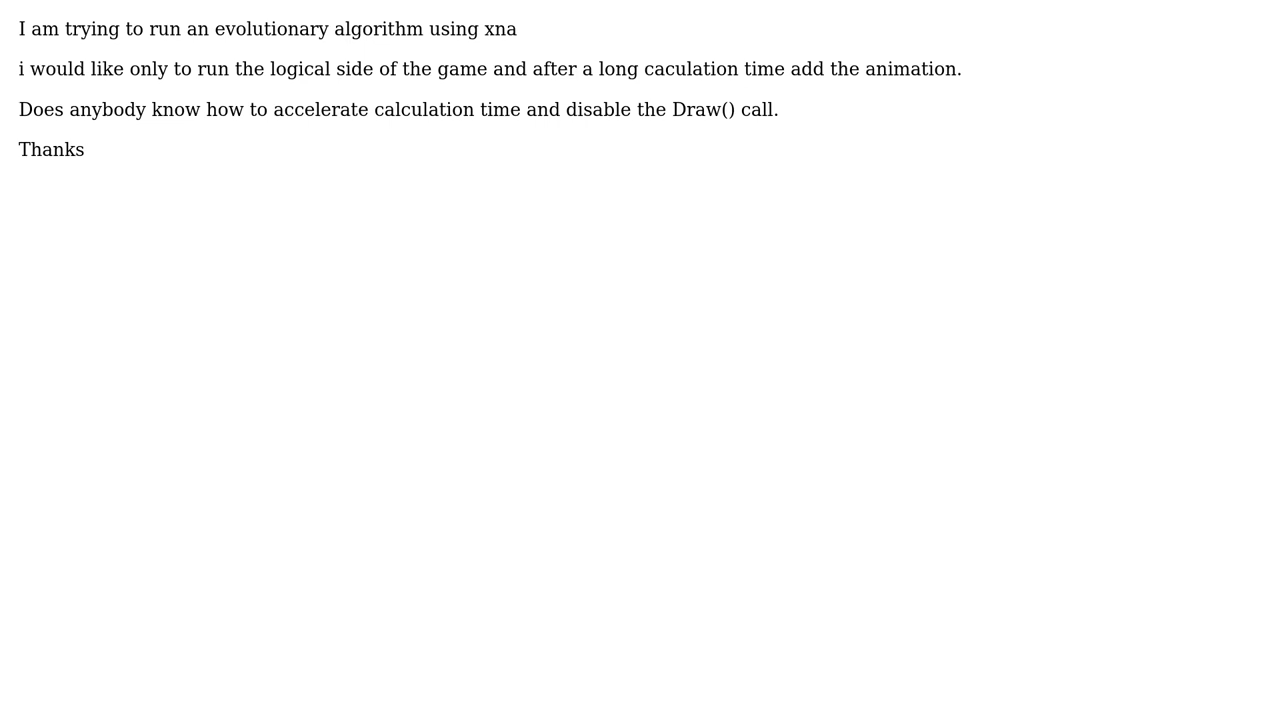 I am trying to run an evolutionary algorithm using xna
i would like only to run the logical side of the game and after a long caculation time add the animation.
Does anybody know how to accelerate calculation time and disable the Draw() call.
Thanks